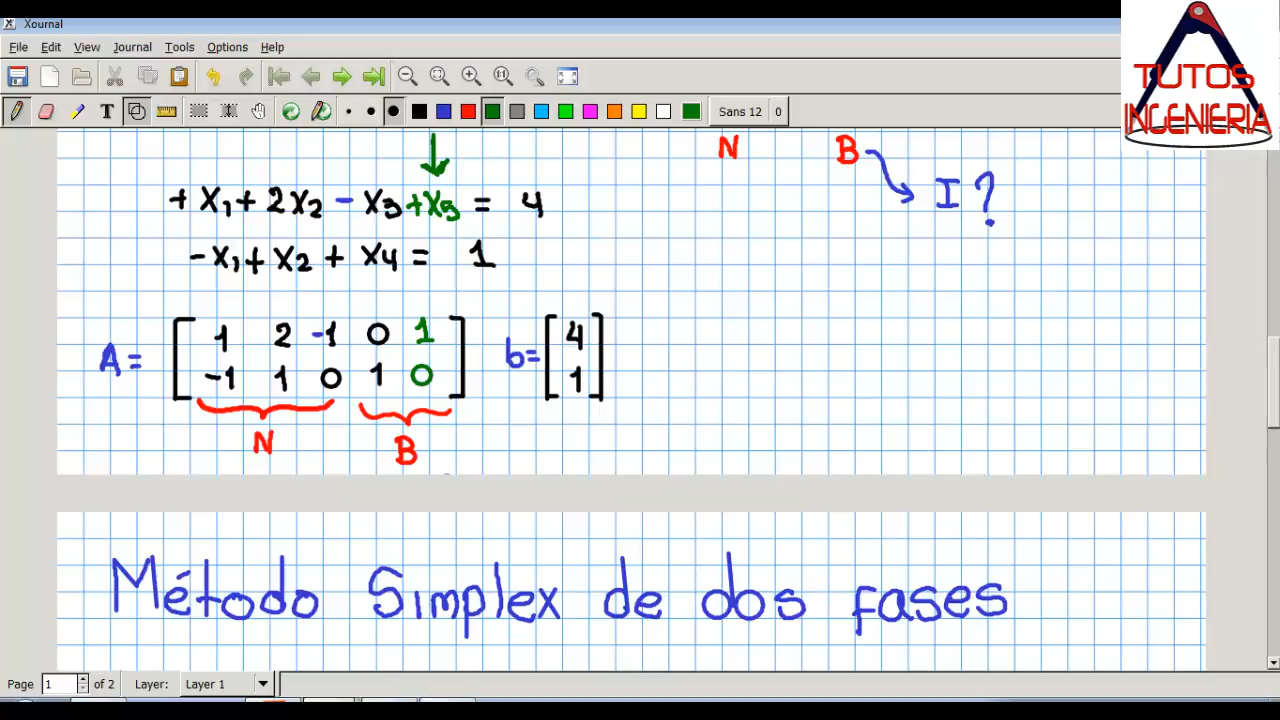 Xournal
File Edit View Journal Tools Options Help
TUTOS
INGENIERIA
Sans 12 0
N B
I ?
+ X1 + 2X2 - X3 + X5 = 4
- X1 + X2 + X4 = 1
A = [ 1 2 -1 0 1 b = [ 4
-1 1 0 1 0 ] 1 ]
N B
Método Simplex de dos fases
Page 1 of 2 Layer: Layer 1